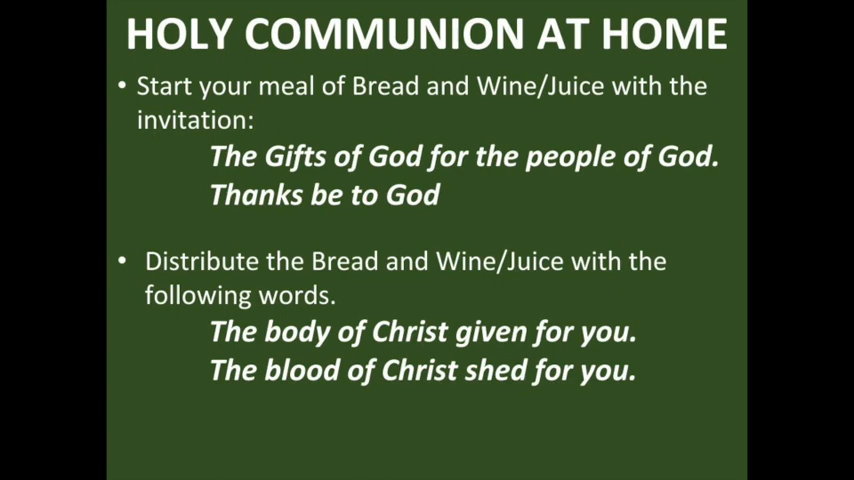 HOLY COMMUNION AT HOME
• Start your meal of Bread and Wine/Juice with the
invitation:
The Gifts of God for the people of God.
Thanks be to God
• Distribute the Bread and Wine/Juice with the
following words.
The body of Christ given for you.
The blood of Christ shed for you.